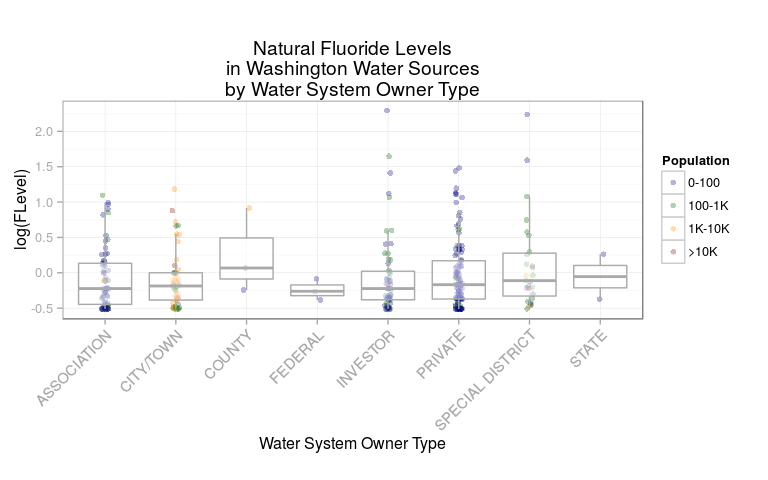 Natural Fluoride Levels
in Washington Water Sources
by Water System Owner Type
log(FLevel)
2.0
1.5
1.0
0.5
0.0
-0.5
ASSOCIATION
CITY/TOWN
COUNTY
FEDERAL
INVESTOR
PRIVATE
SPECIAL DISTRICT
STATE
Water System Owner Type
Population
0-100
100-1K
1K-10K
>10K